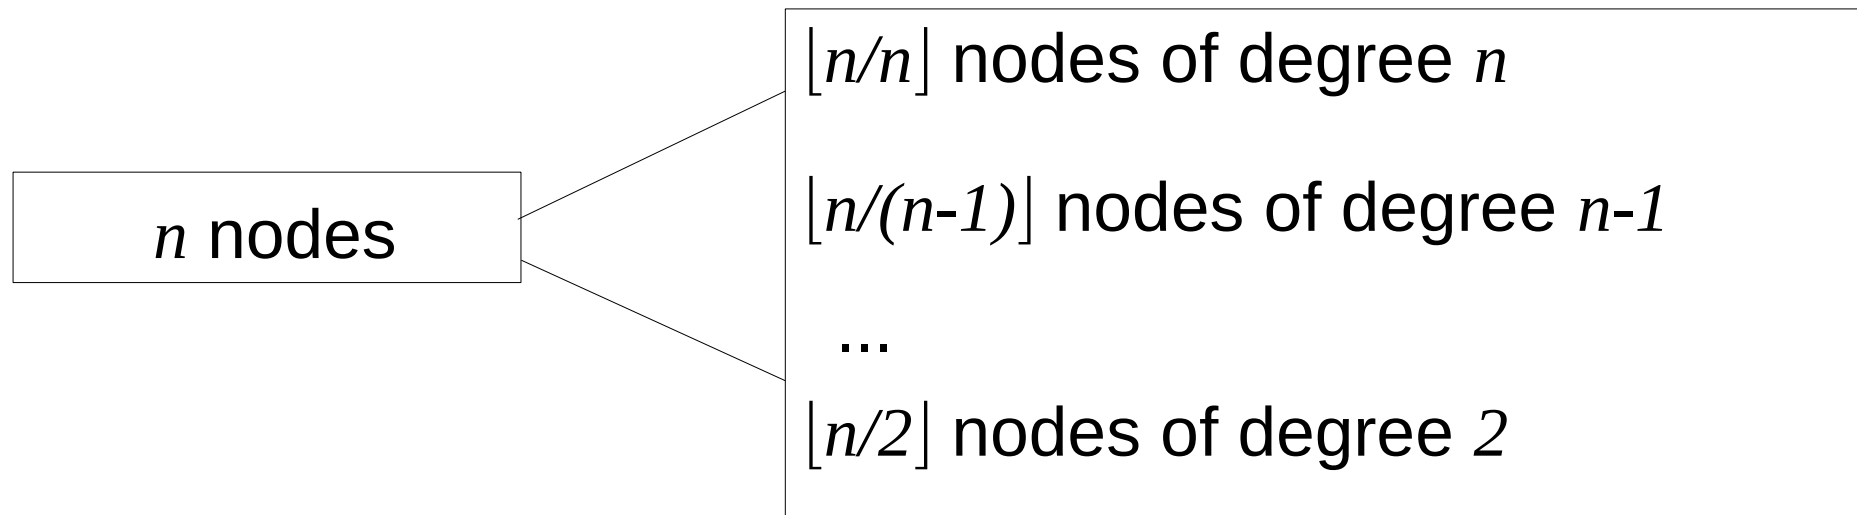 n nodes
⌊n/n⌋ nodes of degree n
⌊n/(n-1)⌋ nodes of degree n-1
...
⌊n/2⌋ nodes of degree 2